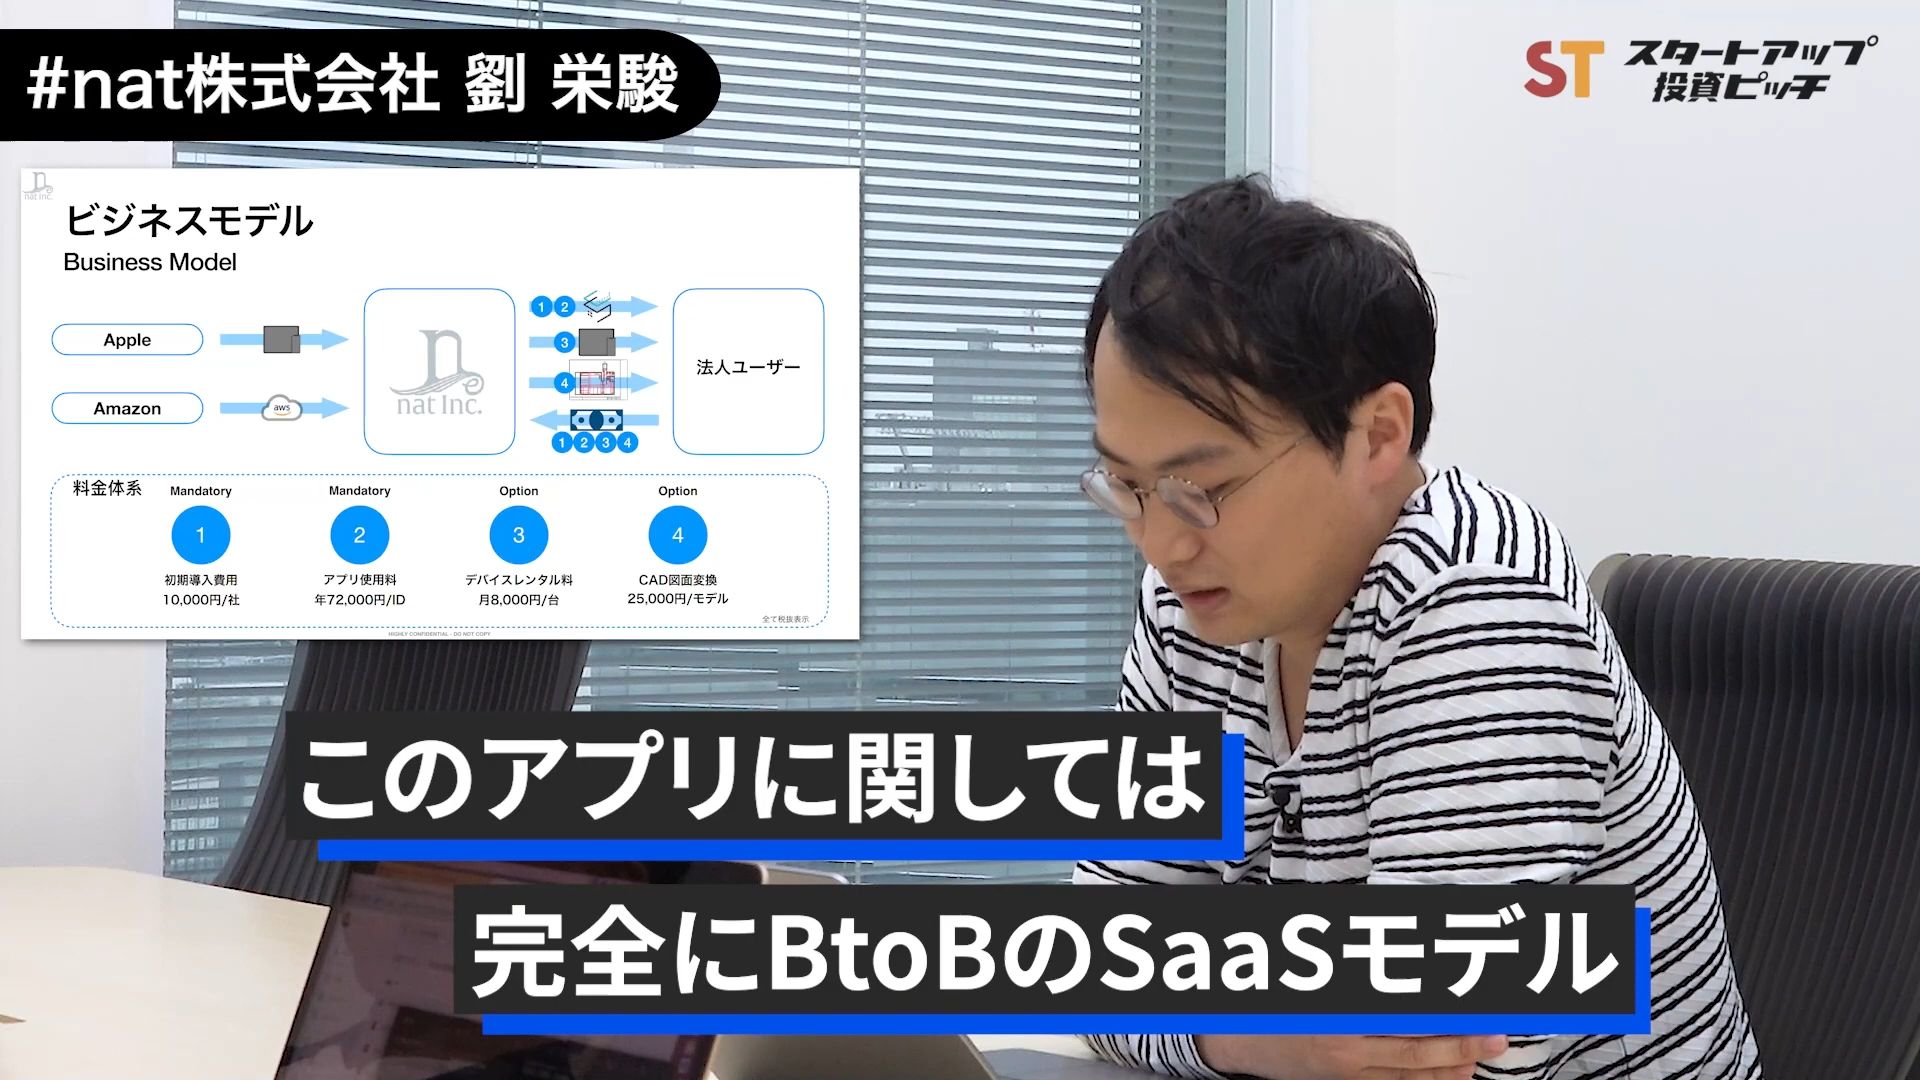 #nat株式会社 劉 栄駿
ST スタートアップ
投資ピッチ
nat Inc.
ビジネスモデル
Business Model
Apple
Amazon
aws
nat Inc.
1 2
3
4
1 2 3 4
法人ユーザー
料金体系
Mandatory
Mandatory
Option
Option
1
2
3
4
初期導入費用
アプリ使用料
デバイスレンタル料
CAD図面変換
10,000円/社
年72,000円/ID
月8,000円/台
25,000円/モデル
全て税抜表示
HIGHLY CONFIDENTIAL - DO NOT COPY
このアプリに関しては
完全にBtoBのSaaSモデル